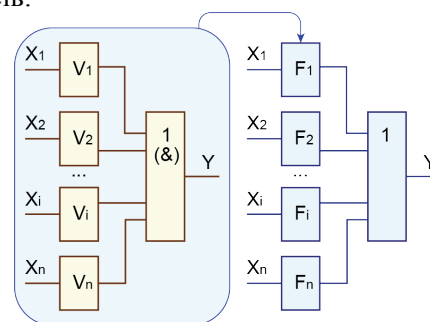 X1 V1
X2 V2
...
Xi Vi
Xn Vn
1
(&)
Y
X1 F1
X2 F2
...
Xi Fi
Xn Fn
1
Y